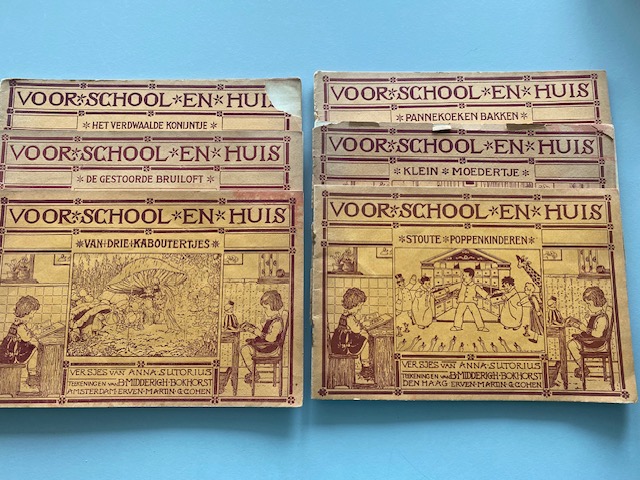 VOOR SCHOOL EN HUIS
HET VERDWAALDE KONIJNTJE
VOOR SCHOOL EN HUIS
DE GESTOORDE BRUILOFT
VOOR SCHOOL EN HUIS
VAN DRIE KABOUTERTJES
VERSJES VAN ANNA SUTORIUS
TEEKENINGEN VAN B MIDDERIGH-BOKHORST
AMSTERDAM ERVEN MARTIN G COHEN
VOOR SCHOOL EN HUIS
PANNEKOEKEN BAKKEN
VOOR SCHOOL EN HUIS
KLEIN MOEDERTJE
VOOR SCHOOL EN HUIS
STOUTE POPPENKINDEREN
VERSJES VAN ANNA SUTORIUS
TEEKENINGEN VAN B MIDDERIGH-BOKHORST
DEN HAAG ERVEN MARTIN G COHEN